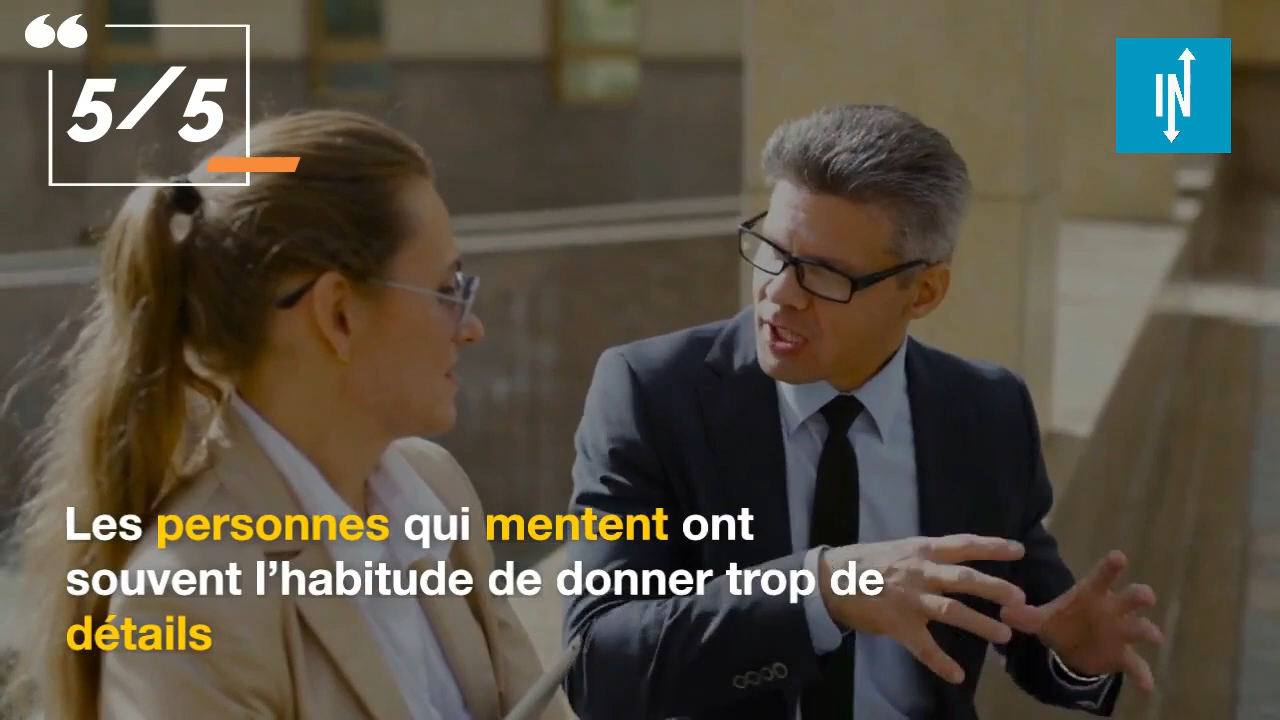 5/5
IN
Les personnes qui mentent ont
souvent l’habitude de donner trop de
détails